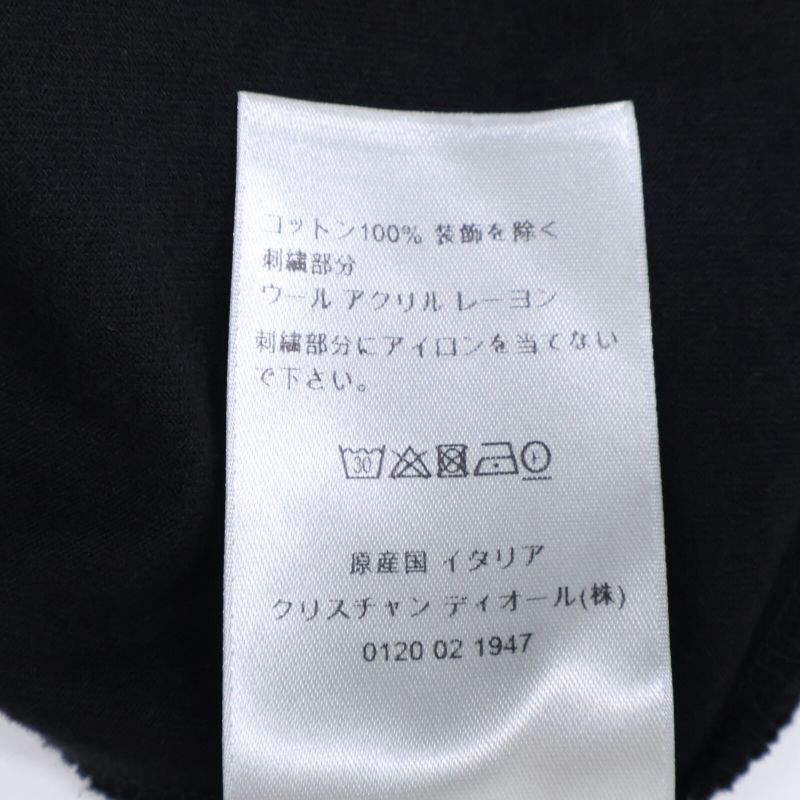 コットン100% 装飾を除く
刺繍部分
ウール アクリル レーヨン
刺繍部分にアイロンを当てない
で下さい。
30
原産国 イタリア
クリスチャン ディオール(株)
0120 02 1947